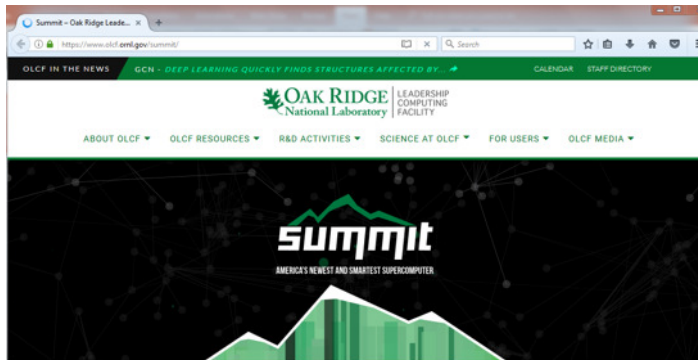 Summit – Oak Ridge Leade... × +
https://www.olcf.ornl.gov/summit/ Search
OLCF IN THE NEWS GCN - DEEP LEARNING QUICKLY FINDS STRUCTURES AFFECTED BY... CALENDAR STAFF DIRECTORY
OAK RIDGE
National Laboratory
LEADERSHIP
COMPUTING
FACILITY
ABOUT OLCF OLCF RESOURCES R&D ACTIVITIES SCIENCE AT OLCF FOR USERS OLCF MEDIA
summit
AMERICA'S NEWEST AND SMARTEST SUPERCOMPUTER